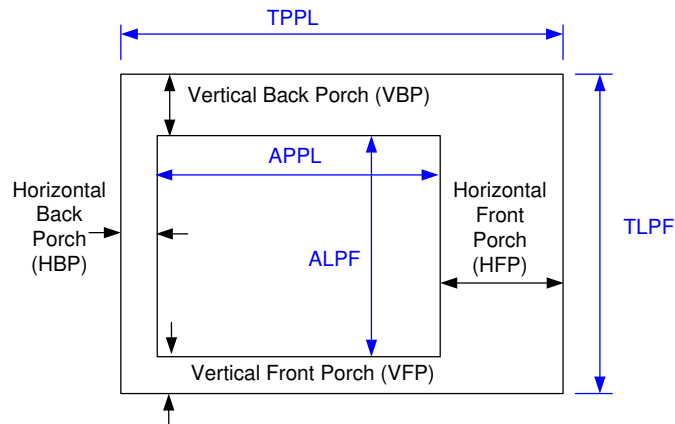 TPPL
Vertical Back Porch (VBP)
APPL
Horizontal
Back
Porch
(HBP)
Horizontal
Front
Porch
(HFP)
TLPF
ALPF
Vertical Front Porch (VFP)